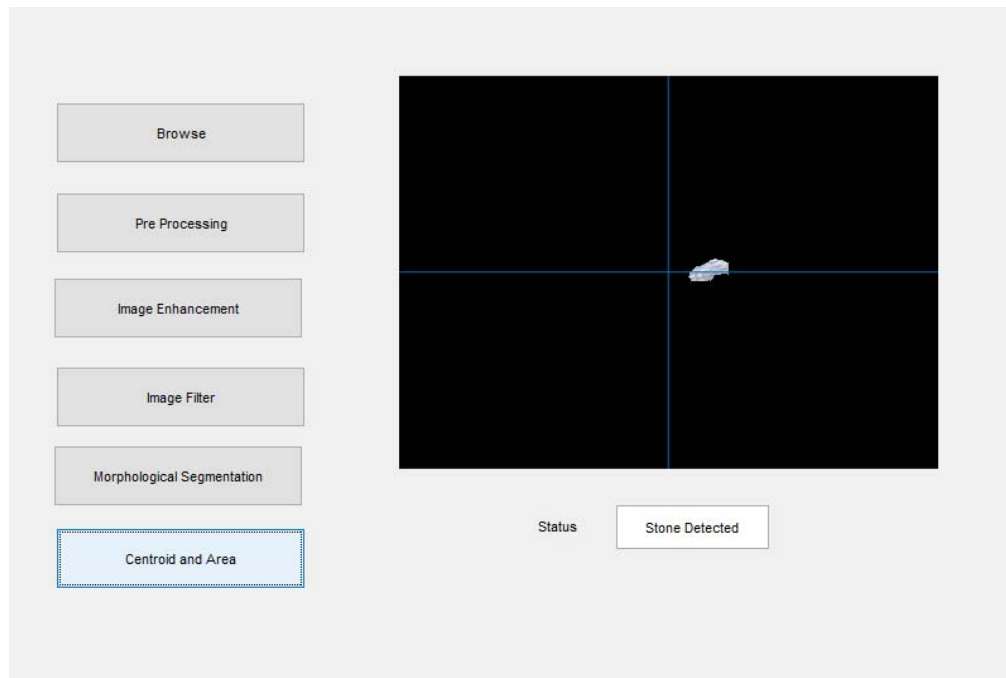 Browse
Pre Processing
Image Enhancement
Image Filter
Morphological Segmentation
Centroid and Area
Status
Stone Detected